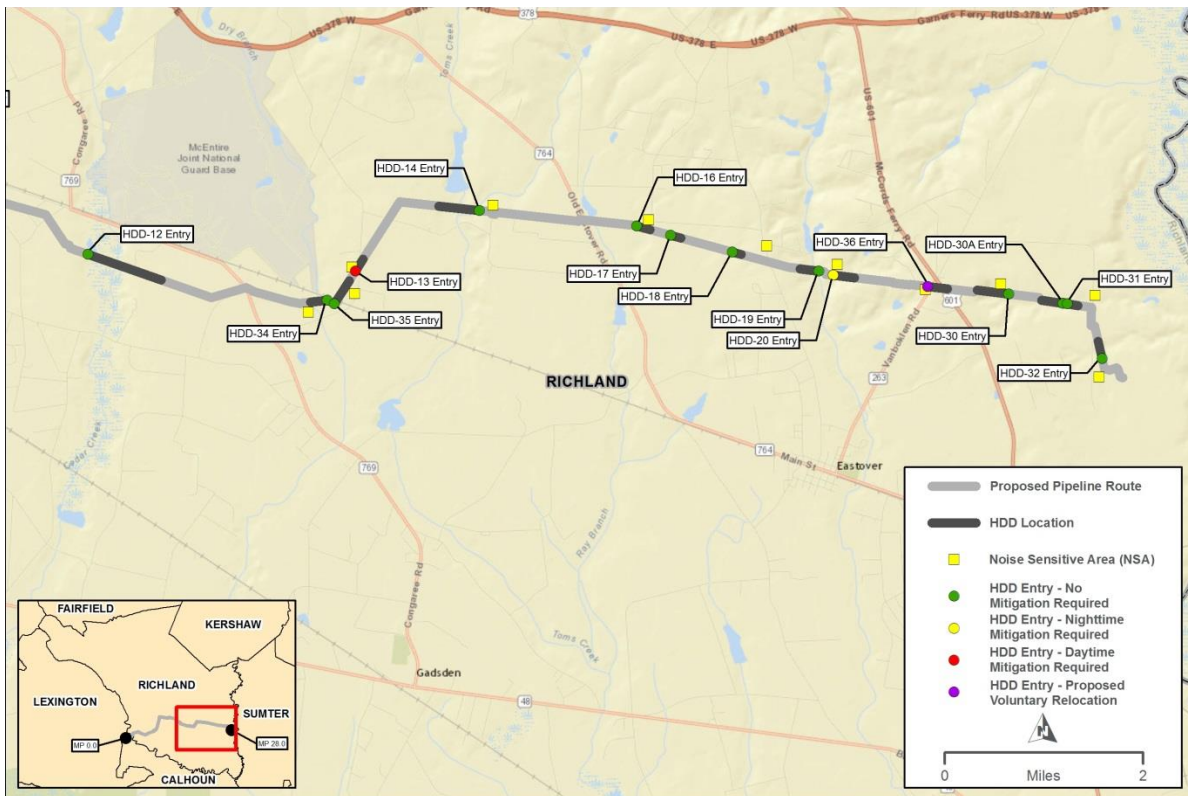 US-378 W
378
US-378 E
US-378 W
Garners Ferry Rd
US-378 W
Dry Branch
Toms Creek
Congaree Rd
769
McEntire
Joint National
Guard Base
764
Old Eastover Rd
US-601
McCords Ferry Rd
HDD-14 Entry
HDD-16 Entry
HDD-12 Entry
HDD-36 Entry
HDD-30A Entry
HDD-17 Entry
HDD-13 Entry
HDD-31 Entry
HDD-18 Entry
601
HDD-34 Entry
HDD-35 Entry
HDD-19 Entry
HDD-30 Entry
HDD-20 Entry
Vanboklen Rd
HDD-32 Entry
RICHLAND
263
Cedar Creek
769
764
Main St
Eastover
Ray Branch
Congaree Rd
Toms Creek
Gadsden
48
Proposed Pipeline Route
HDD Location
Noise Sensitive Area (NSA)
HDD Entry - No
Mitigation Required
HDD Entry - Nighttime
Mitigation Required
HDD Entry - Daytime
Mitigation Required
HDD Entry - Proposed
Voluntary Relocation
N
0
2
Miles
FAIRFIELD
KERSHAW
RICHLAND
LEXINGTON
SUMTER
MP 0.0
MP 28.0
CALHOUN